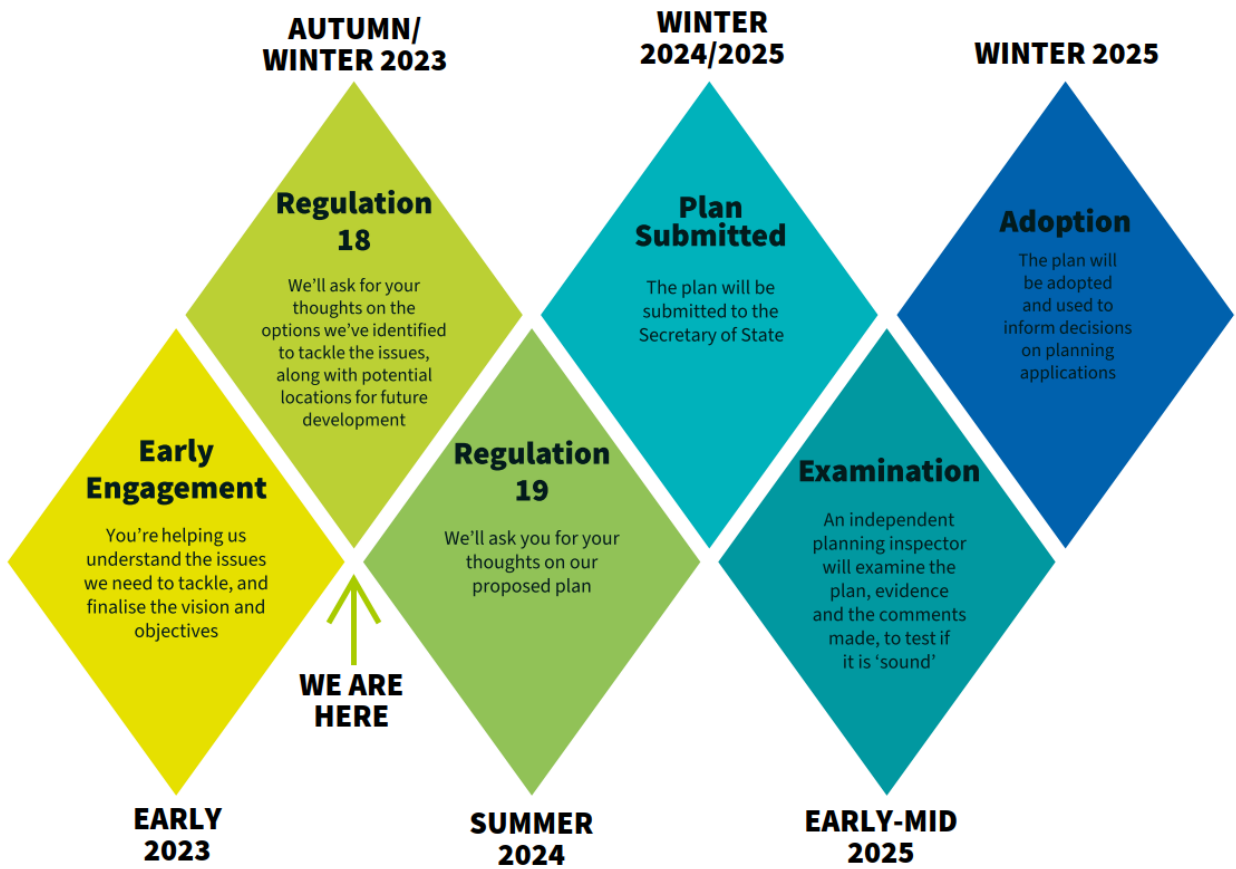 AUTUMN/
WINTER 2023
Regulation
18
We'll ask for your
thoughts on the
options we've identified
to tackle the issues,
along with potential
locations for future
development
WINTER
2024/2025
Plan
Submitted
The plan will be
submitted to the
Secretary of State
WINTER 2025
Adoption
The plan will
be adopted
and used to
inform decisions
on planning
applications
Early
Engagement
You're helping us
understand the issues
we need to tackle, and
finalise the vision and
objectives
EARLY
2023
WE ARE
HERE
Regulation
19
We'll ask you for your
thoughts on our
proposed plan
SUMMER
2024
Examination
An independent
planning inspector
will examine the
plan, evidence
and the comments
made, to test if
it is ‘sound’
EARLY-MID
2025